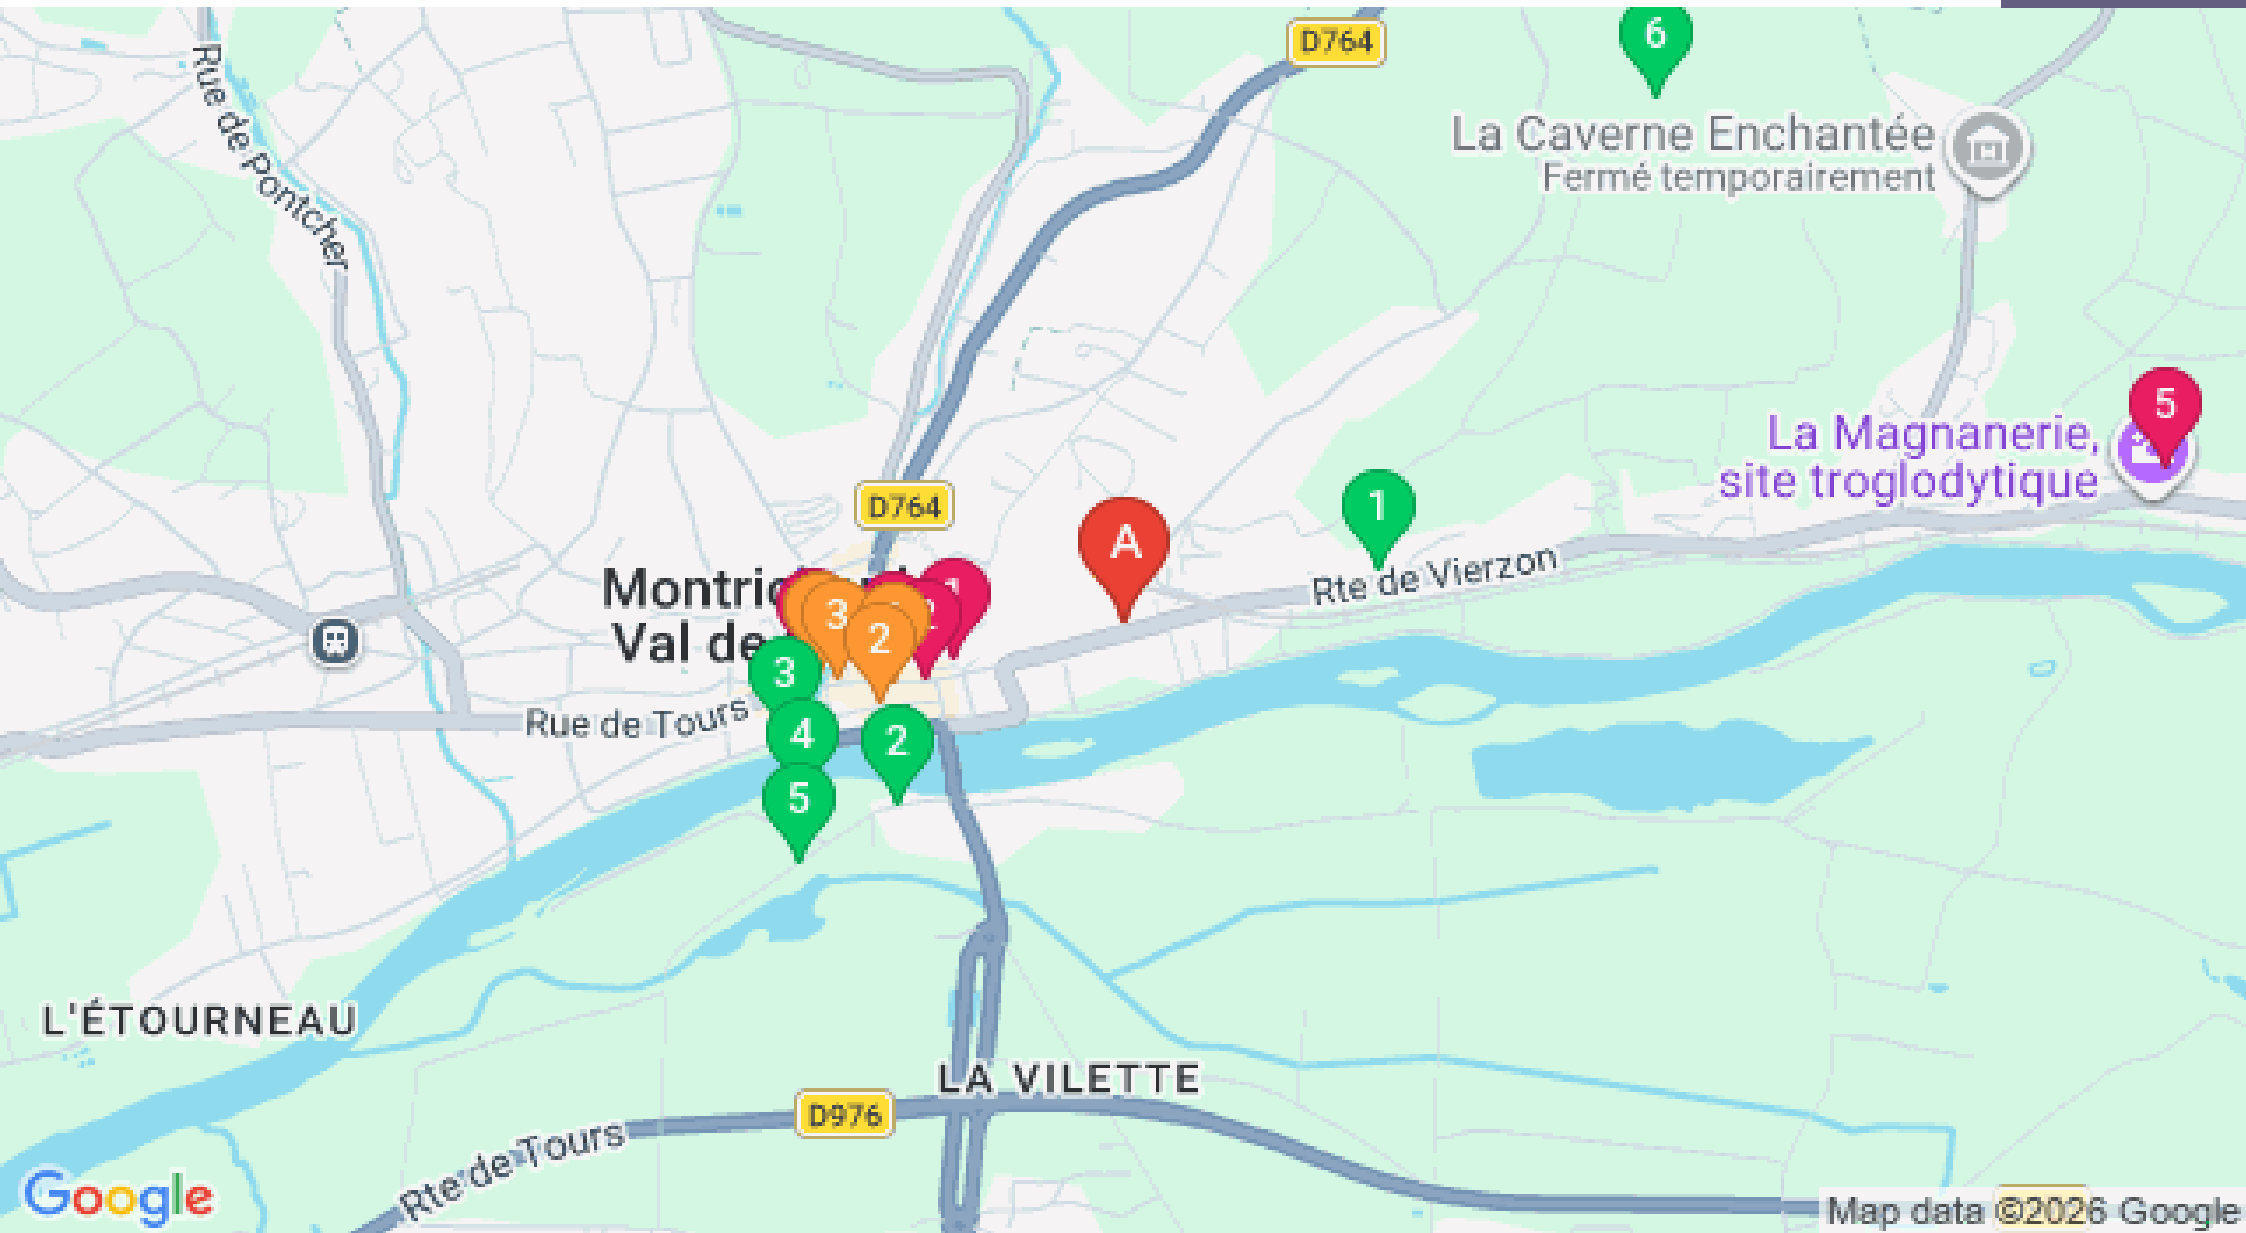 D764
6
Rue de Pontcher
La Caverne Enchantée
Fermé temporairement
5
La Magnanerie,
site troglodytique
D764
1
A
Rte de Vierzon
1
3
2
Val de
3
Rue de Tours
4
2
5
L'ÉTOURNEAU
LA VILETTE
D976
Rte de Tours
Google
Map data ©2026 Google